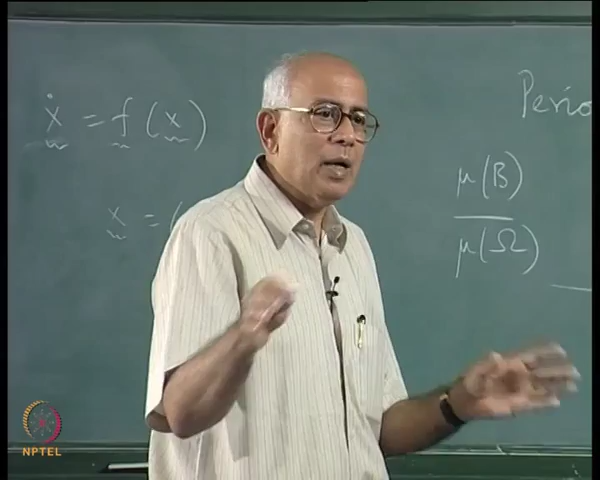 ẋ = f (x)
x = (
Perio
μ(B)
μ(Ω)
NPTEL